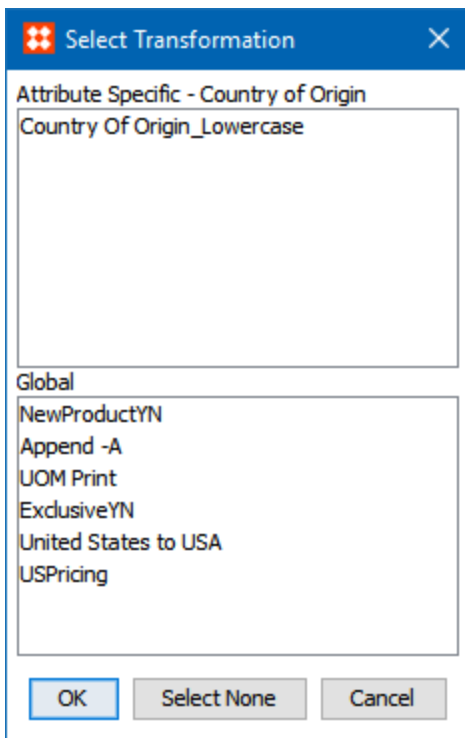 Select Transformation
Attribute Specific - Country of Origin
Country Of Origin_Lowercase
Global
NewProductYN
Append -A
UOM Print
ExclusiveYN
United States to USA
USPricing
OK Select None Cancel